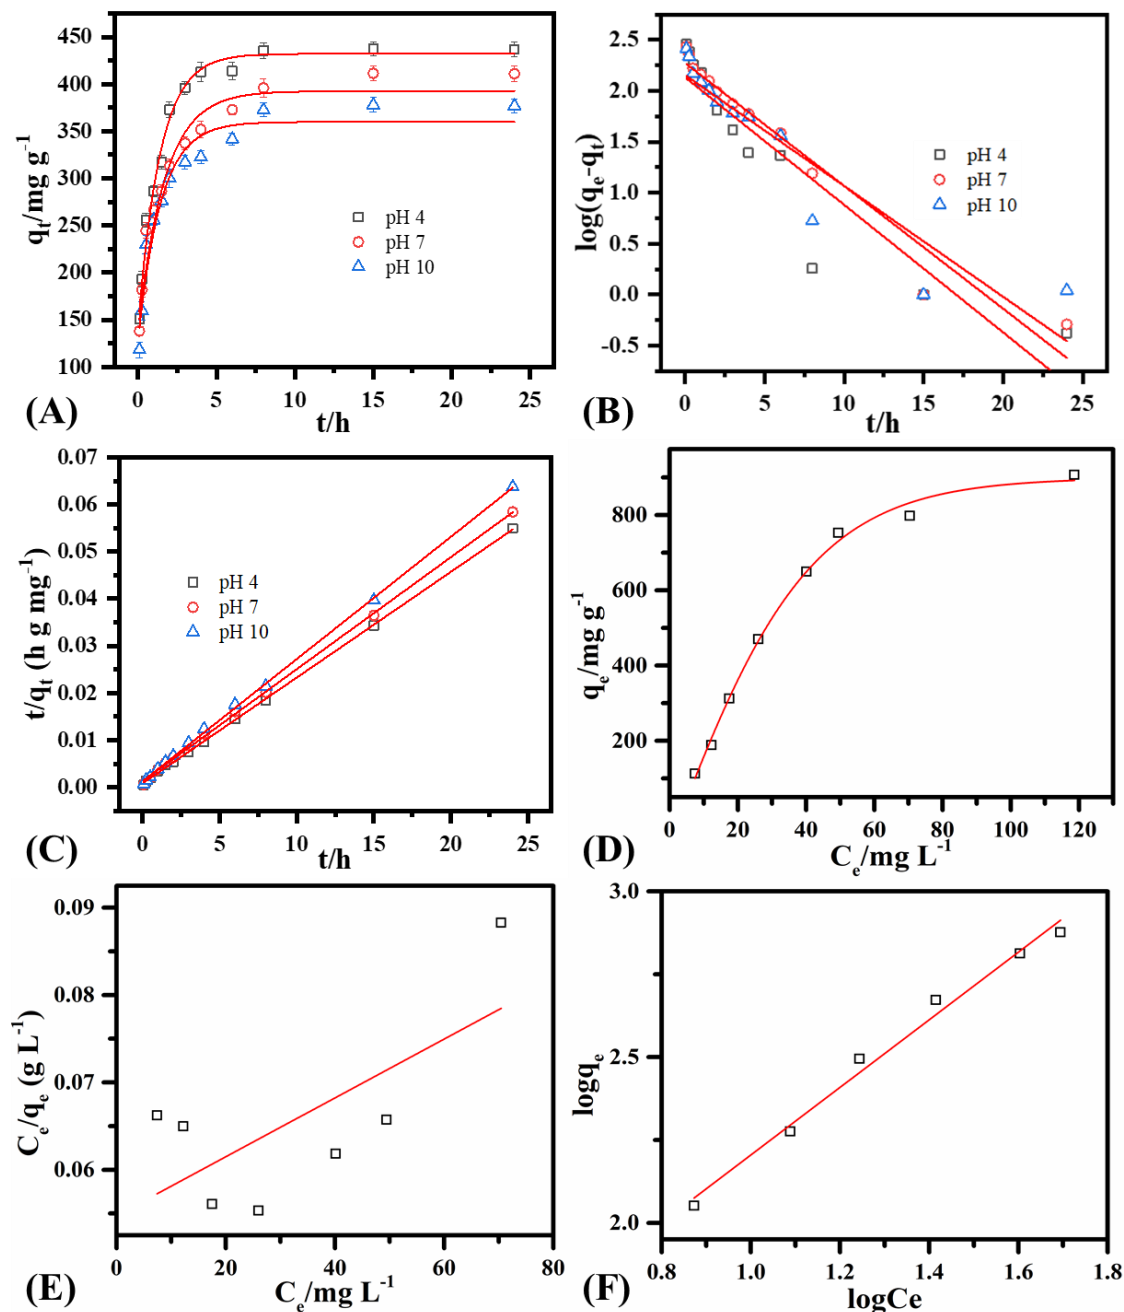 450
400
350
300
250
200
150
100
q_t/mg g^-1
pH 4
pH 7
pH 10
0 5 10 15 20 25
t/h
(A)
2.5
2.0
1.5
1.0
0.5
0.0
-0.5
log(q_e-q_t)
pH 4
pH 7
pH 10
0 5 10 15 20 25
t/h
(B)
0.07
0.06
0.05
0.04
0.03
0.02
0.01
0.00
t/q_t (h g mg^-1)
pH 4
pH 7
pH 10
0 5 10 15 20 25
t/h
(C)
800
600
400
200
q_e/mg g^-1
0 20 40 60 80 100 120
C_e/mg L^-1
(D)
0.09
0.08
0.07
0.06
C_e/q_e (g L^-1)
0 20 40 60 80
C_e/mg L^-1
(E)
3.0
2.5
2.0
logq_e
0.8 1.0 1.2 1.4 1.6 1.8
logCe
(F)